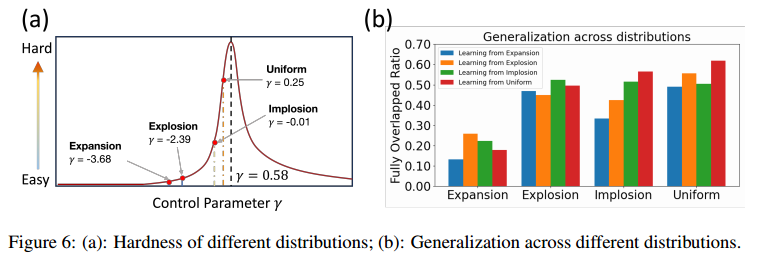 (a)
Hard
Easy
Uniform
γ = 0.25
Implosion
γ = -0.01
Explosion
γ = -2.39
Expansion
γ = -3.68
γ = 0.58
Control Parameter γ
(b)
Generalization across distributions
Fully Overlapped Ratio
0.70
0.60
0.50
0.40
0.30
0.20
0.10
0.00
Learning from Expansion
Learning from Explosion
Learning from Implosion
Learning from Uniform
Expansion Explosion Implosion Uniform
Figure 6: (a): Hardness of different distributions; (b): Generalization across different distributions.